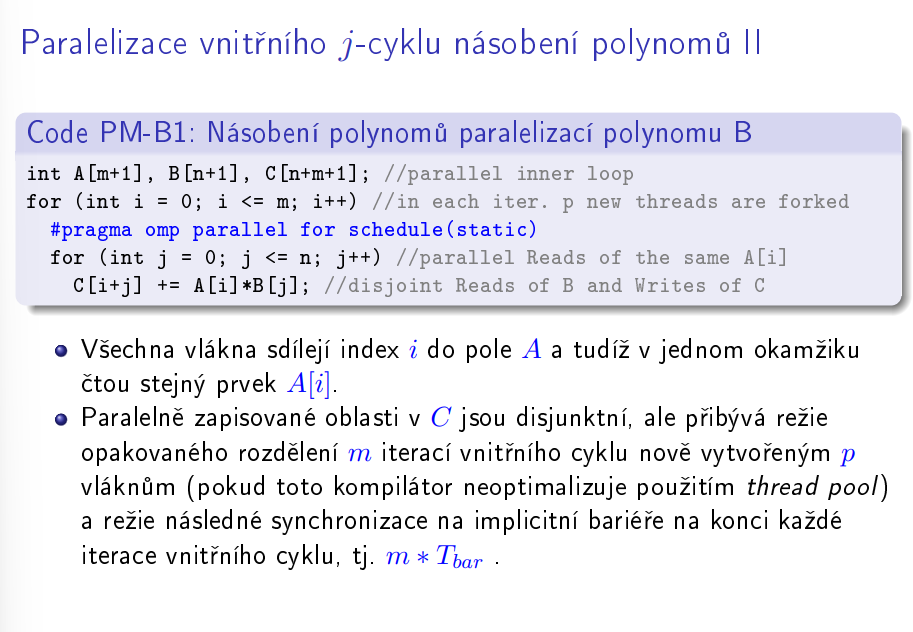 Paralelizace vnitřního j-cyklu násobení polynomů II
Code PM-B1: Násobení polynomů paralelizací polynomu B
int A[m+1], B[n+1], C[n+m+1]; //parallel inner loop
for (int i = 0; i <= m; i++) //in each iter. p new threads are forked
#pragma omp parallel for schedule(static)
for (int j = 0; j <= n; j++) //parallel Reads of the same A[i]
C[i+j] += A[i]*B[j]; //disjoint Reads of B and Writes of C
Všechna vlákna sdílejí index i do pole A a tudíž v jednom okamžiku
čtou stejný prvek A[i].
Paralelně zapisované oblasti v C jsou disjunktní, ale přibývá režie
opakovaného rozdělení m iterací vnitřního cyklu nově vytvořeným p
vláknům (pokud toto kompilátor neoptimalizuje použitím thread pool)
a režie následné synchronizace na implicitní bariéře na konci každé
iterace vnitřního cyklu, tj. m ∗ T_bar .